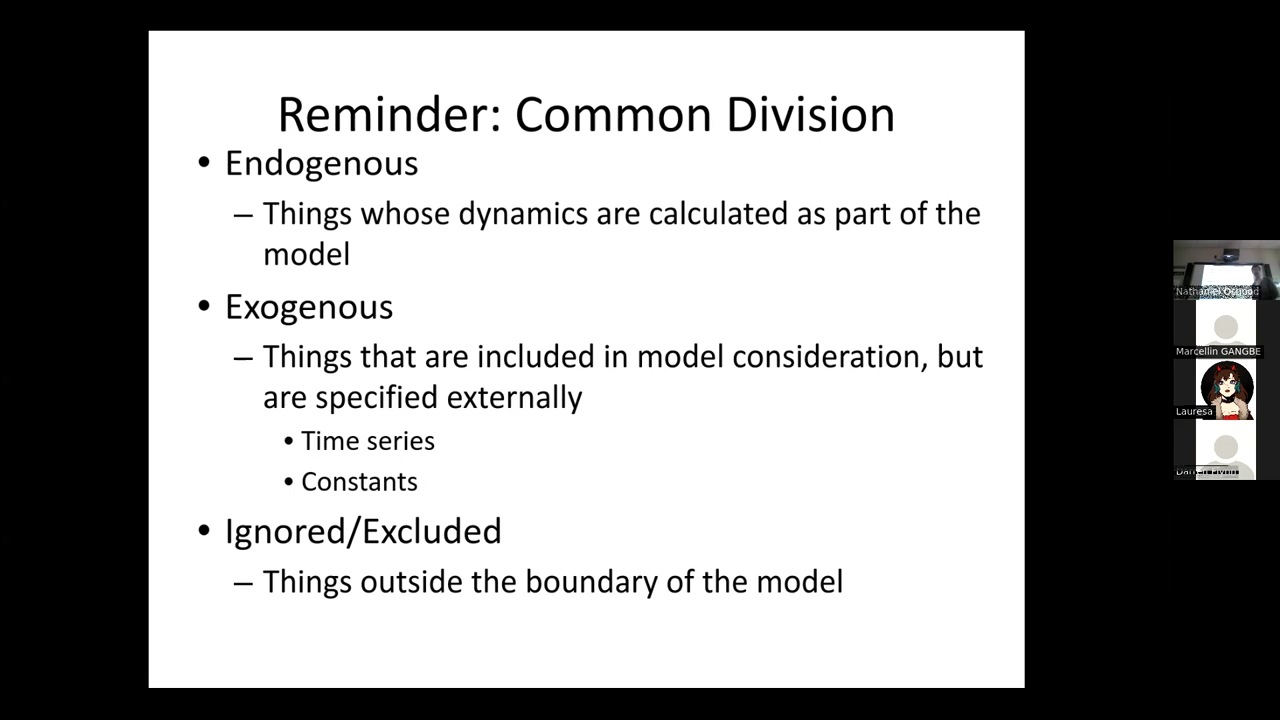 Reminder: Common Division
• Endogenous
– Things whose dynamics are calculated as part of the
model
• Exogenous
– Things that are included in model consideration, but
are specified externally
• Time series
• Constants
• Ignored/Excluded
– Things outside the boundary of the model
Nathaniel Osgood
Marcellin GANGBE
Lauresa